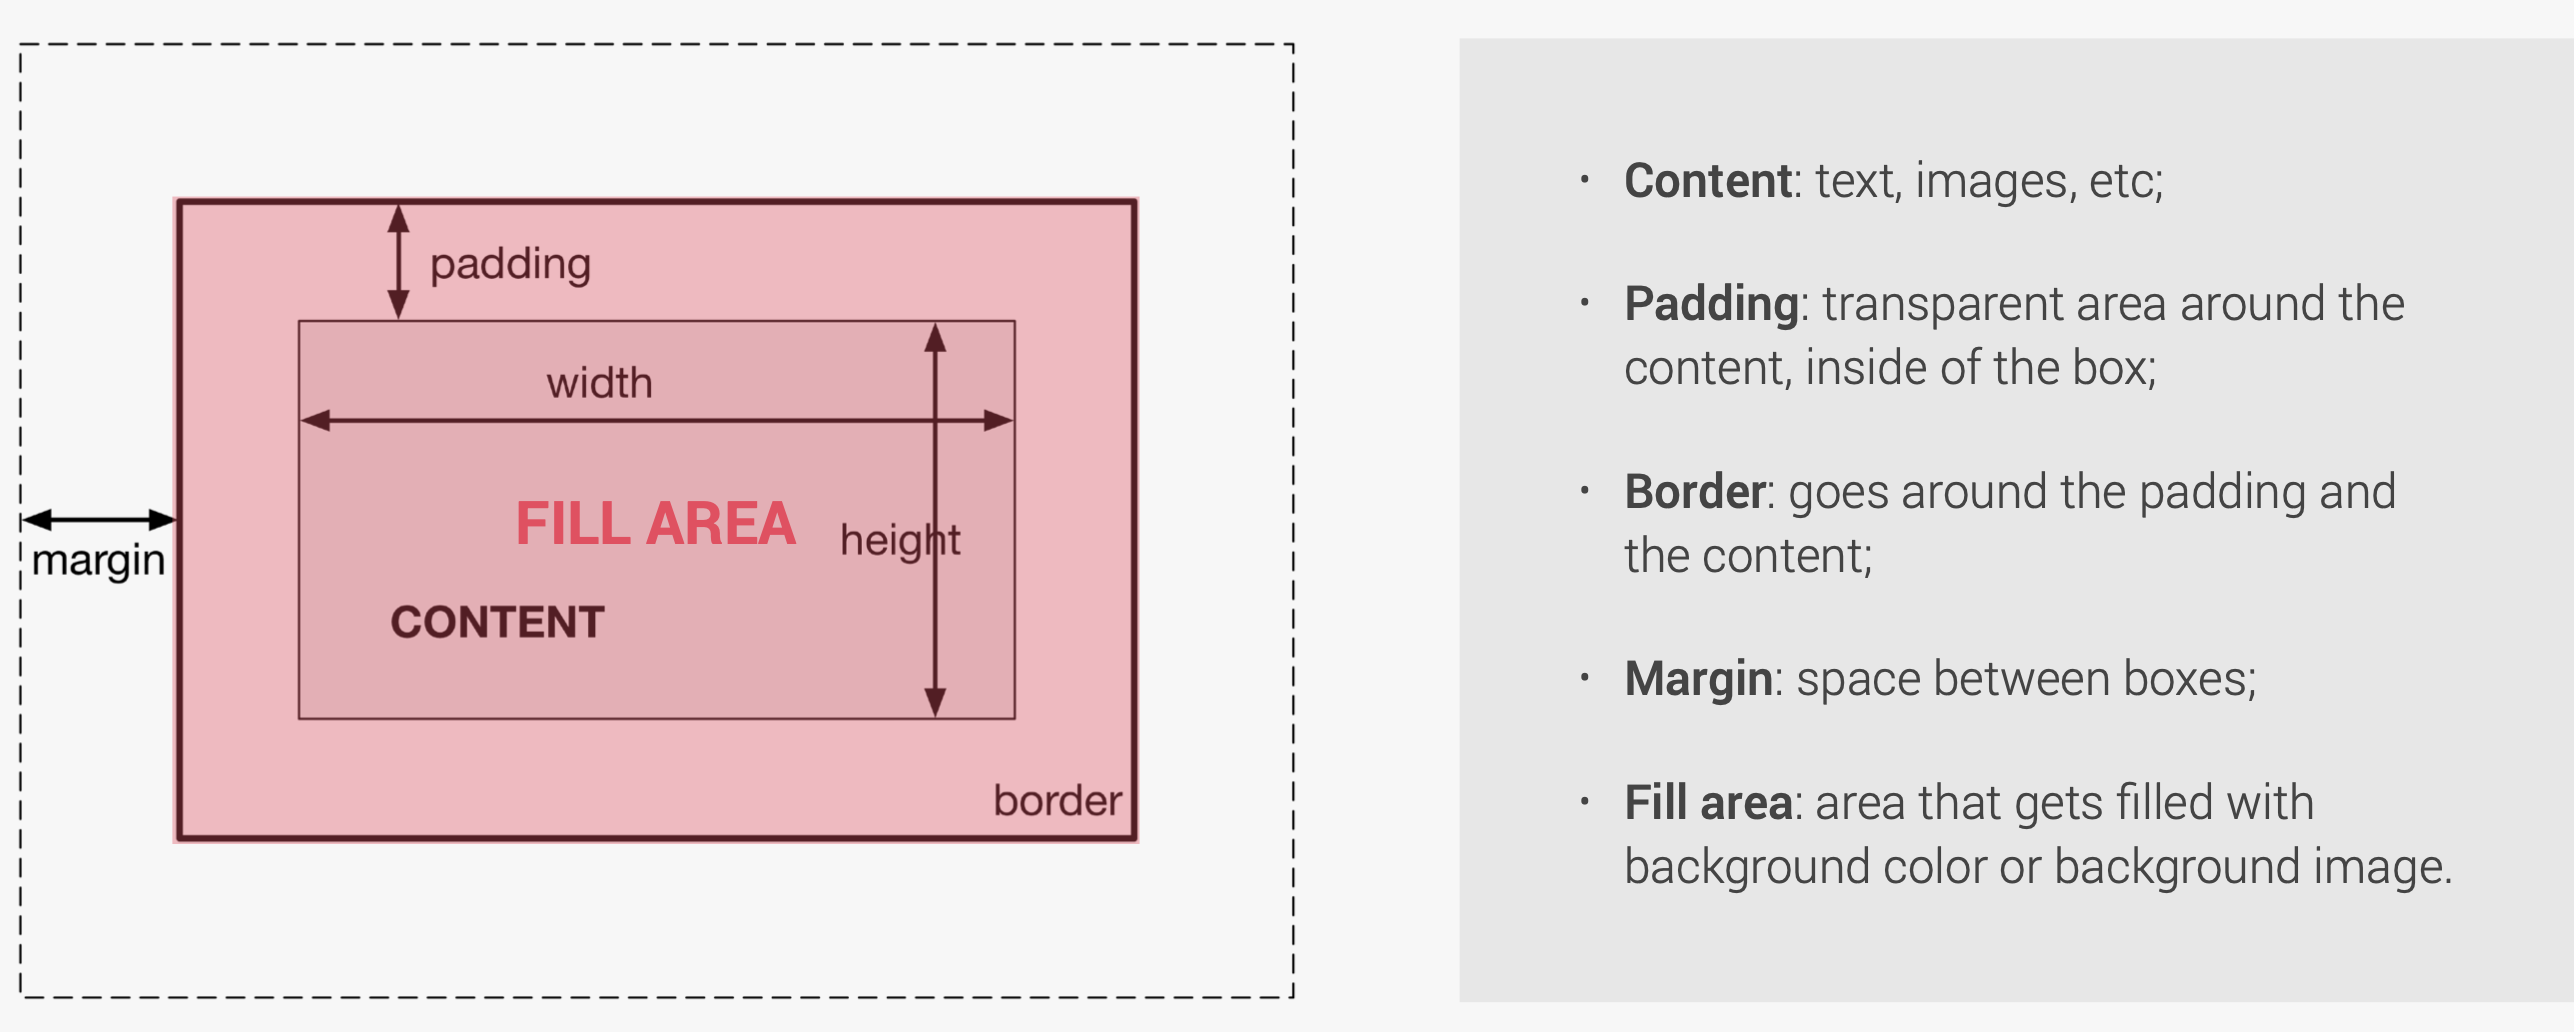 padding
width
FILL AREA
height
margin
CONTENT
border
• Content: text, images, etc;
• Padding: transparent area around the
content, inside of the box;
• Border: goes around the padding and
the content;
• Margin: space between boxes;
• Fill area: area that gets filled with
background color or background image.